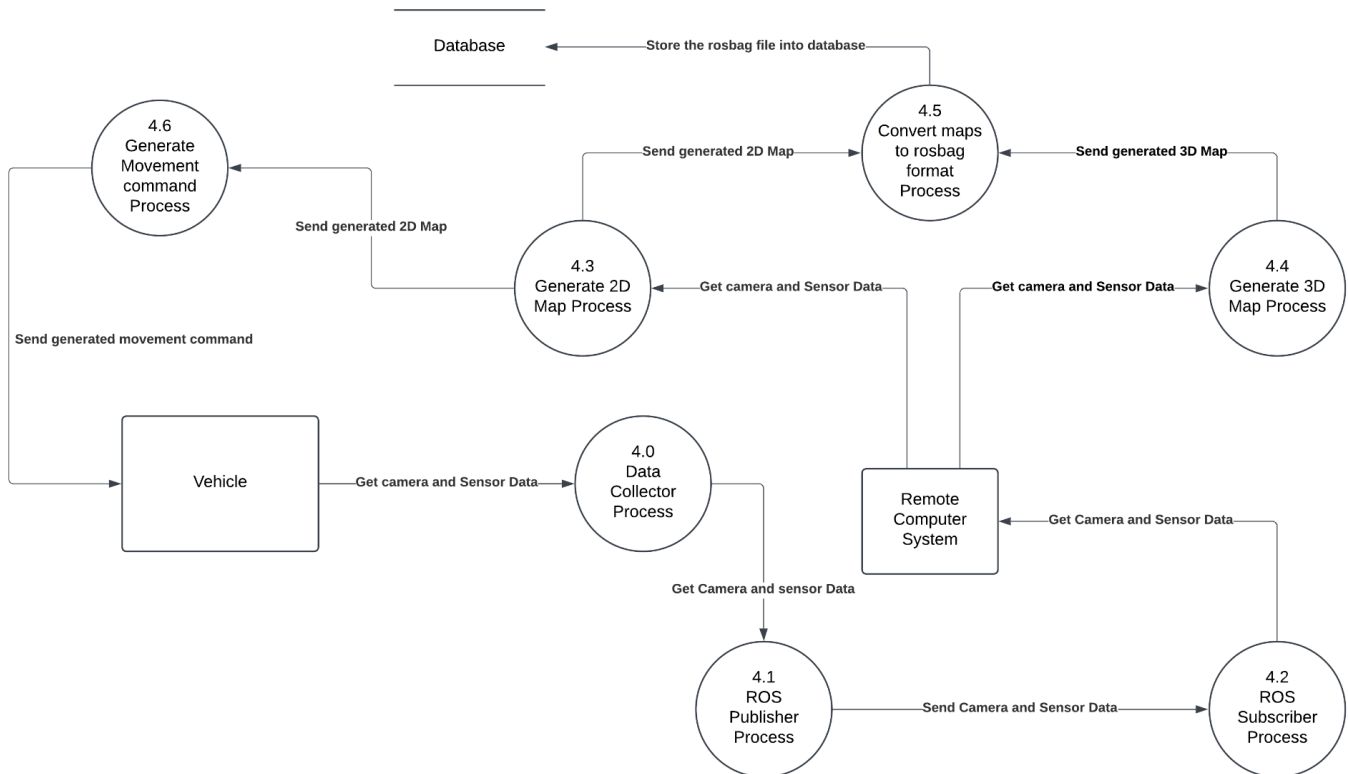 Database
Store the rosbag file into database
4.5
Convert maps
to rosbag
format
Process
4.6
Generate
Movement
command
Process
Send generated 2D Map
Send generated 3D Map
Send generated 2D Map
4.3
Generate 2D
Map Process
Get camera and Sensor Data
Get camera and Sensor Data
4.4
Generate 3D
Map Process
Send generated movement command
Vehicle
Get camera and Sensor Data
4.0
Data
Collector
Process
Remote
Computer
System
Get Camera and Sensor Data
Get Camera and sensor Data
4.1
ROS
Publisher
Process
Send Camera and Sensor Data
4.2
ROS
Subscriber
Process